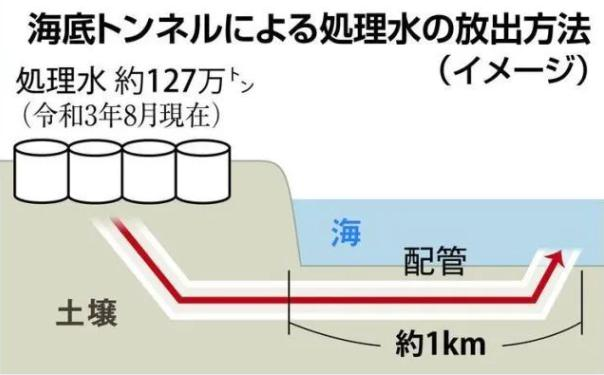 海底トンネルによる処理水の放出方法
（イメージ）
処理水 約127万トン
（令和3年8月現在）
海
配管
土壌
約1km